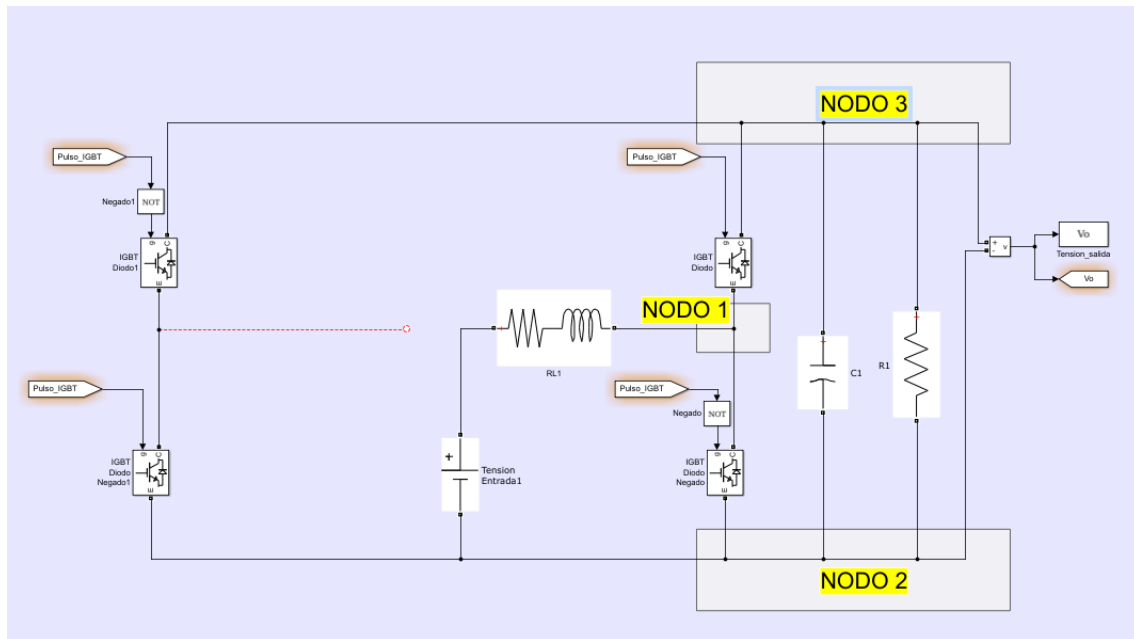 NODO 3
Pulso_IGBT
Pulso_IGBT
Negado1
NOT
g
C
IGBT
Diodo1
E
g
C
IGBT
Diodo
E
+
-
v
Vo
Tension_salida
Vo
NODO 1
+
RL1
+
C1
+
R1
Pulso_IGBT
Pulso_IGBT
Negado
NOT
g
C
IGBT
Diodo
Negado1
E
+
Tension
Entrada1
g
C
IGBT
Diodo
Negado
E
NODO 2